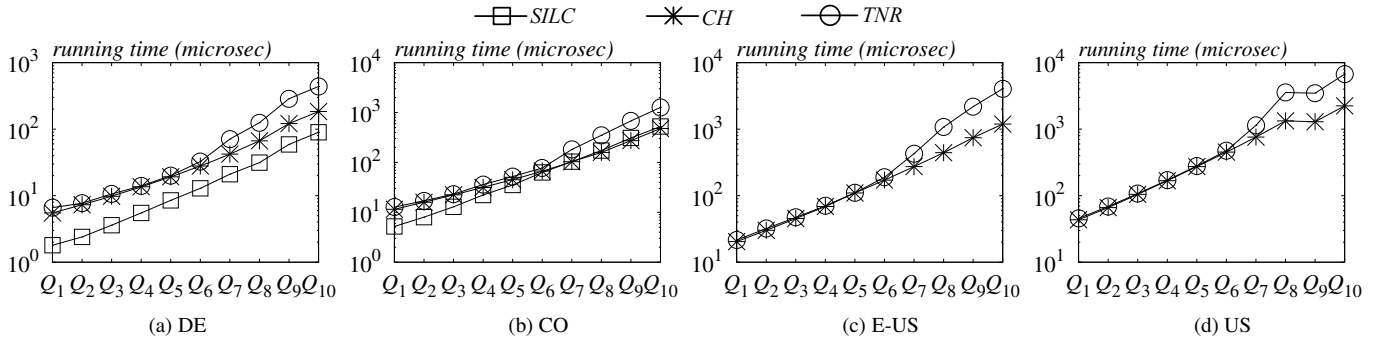 SILC CH TNR
running time (microsec) running time (microsec) running time (microsec) running time (microsec)
10^3 10^4 10^4 10^4
10^2 10^3 10^3 10^3
10^1 10^2 10^2 10^2
10^0 10^1 10^1 10^1
10^0
Q1 Q2 Q3 Q4 Q5 Q6 Q7 Q8 Q9 Q10 Q1 Q2 Q3 Q4 Q5 Q6 Q7 Q8 Q9 Q10 Q1 Q2 Q3 Q4 Q5 Q6 Q7 Q8 Q9 Q10 Q1 Q2 Q3 Q4 Q5 Q6 Q7 Q8 Q9 Q10
(a) DE (b) CO (c) E-US (d) US